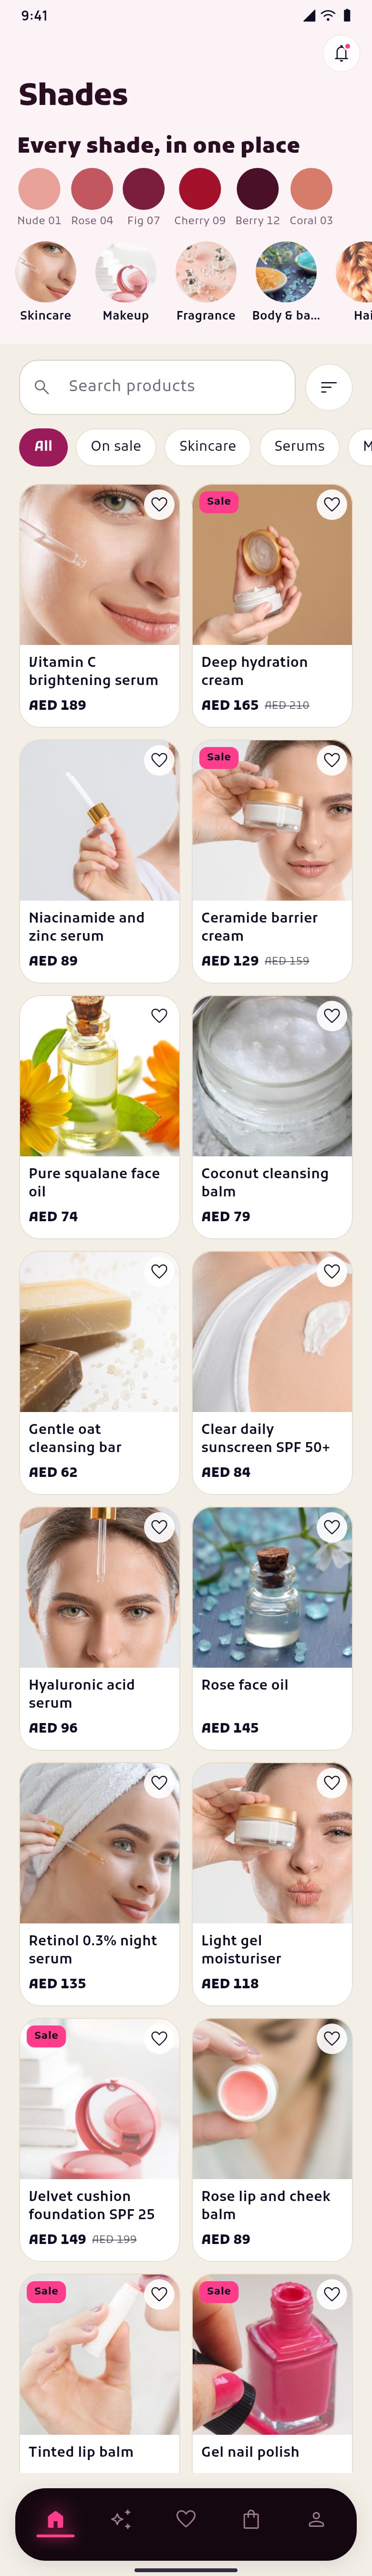 9:41
Shades
Every shade, in one place
Nude 01 Rose 04 Fig 07 Cherry 09 Berry 12 Coral 03
Skincare Makeup Fragrance Body & ba... Hai
Search products
All On sale Skincare Serums M
Sale
Vitamin C
brightening serum
AED 189
Deep hydration
cream
AED 165 AED 210
Sale
Niacinamide and
zinc serum
AED 89
Ceramide barrier
cream
AED 129 AED 159
Pure squalane face
oil
AED 74
Coconut cleansing
balm
AED 79
Gentle oat
cleansing bar
AED 62
Clear daily
sunscreen SPF 50+
AED 84
Hyaluronic acid
serum
AED 96
Rose face oil
AED 145
Retinol 0.3% night
serum
AED 135
Light gel
moisturiser
AED 118
Sale
Velvet cushion
foundation SPF 25
AED 149 AED 199
Rose lip and cheek
balm
AED 89
Sale
Tinted lip balm
Sale
Gel nail polish